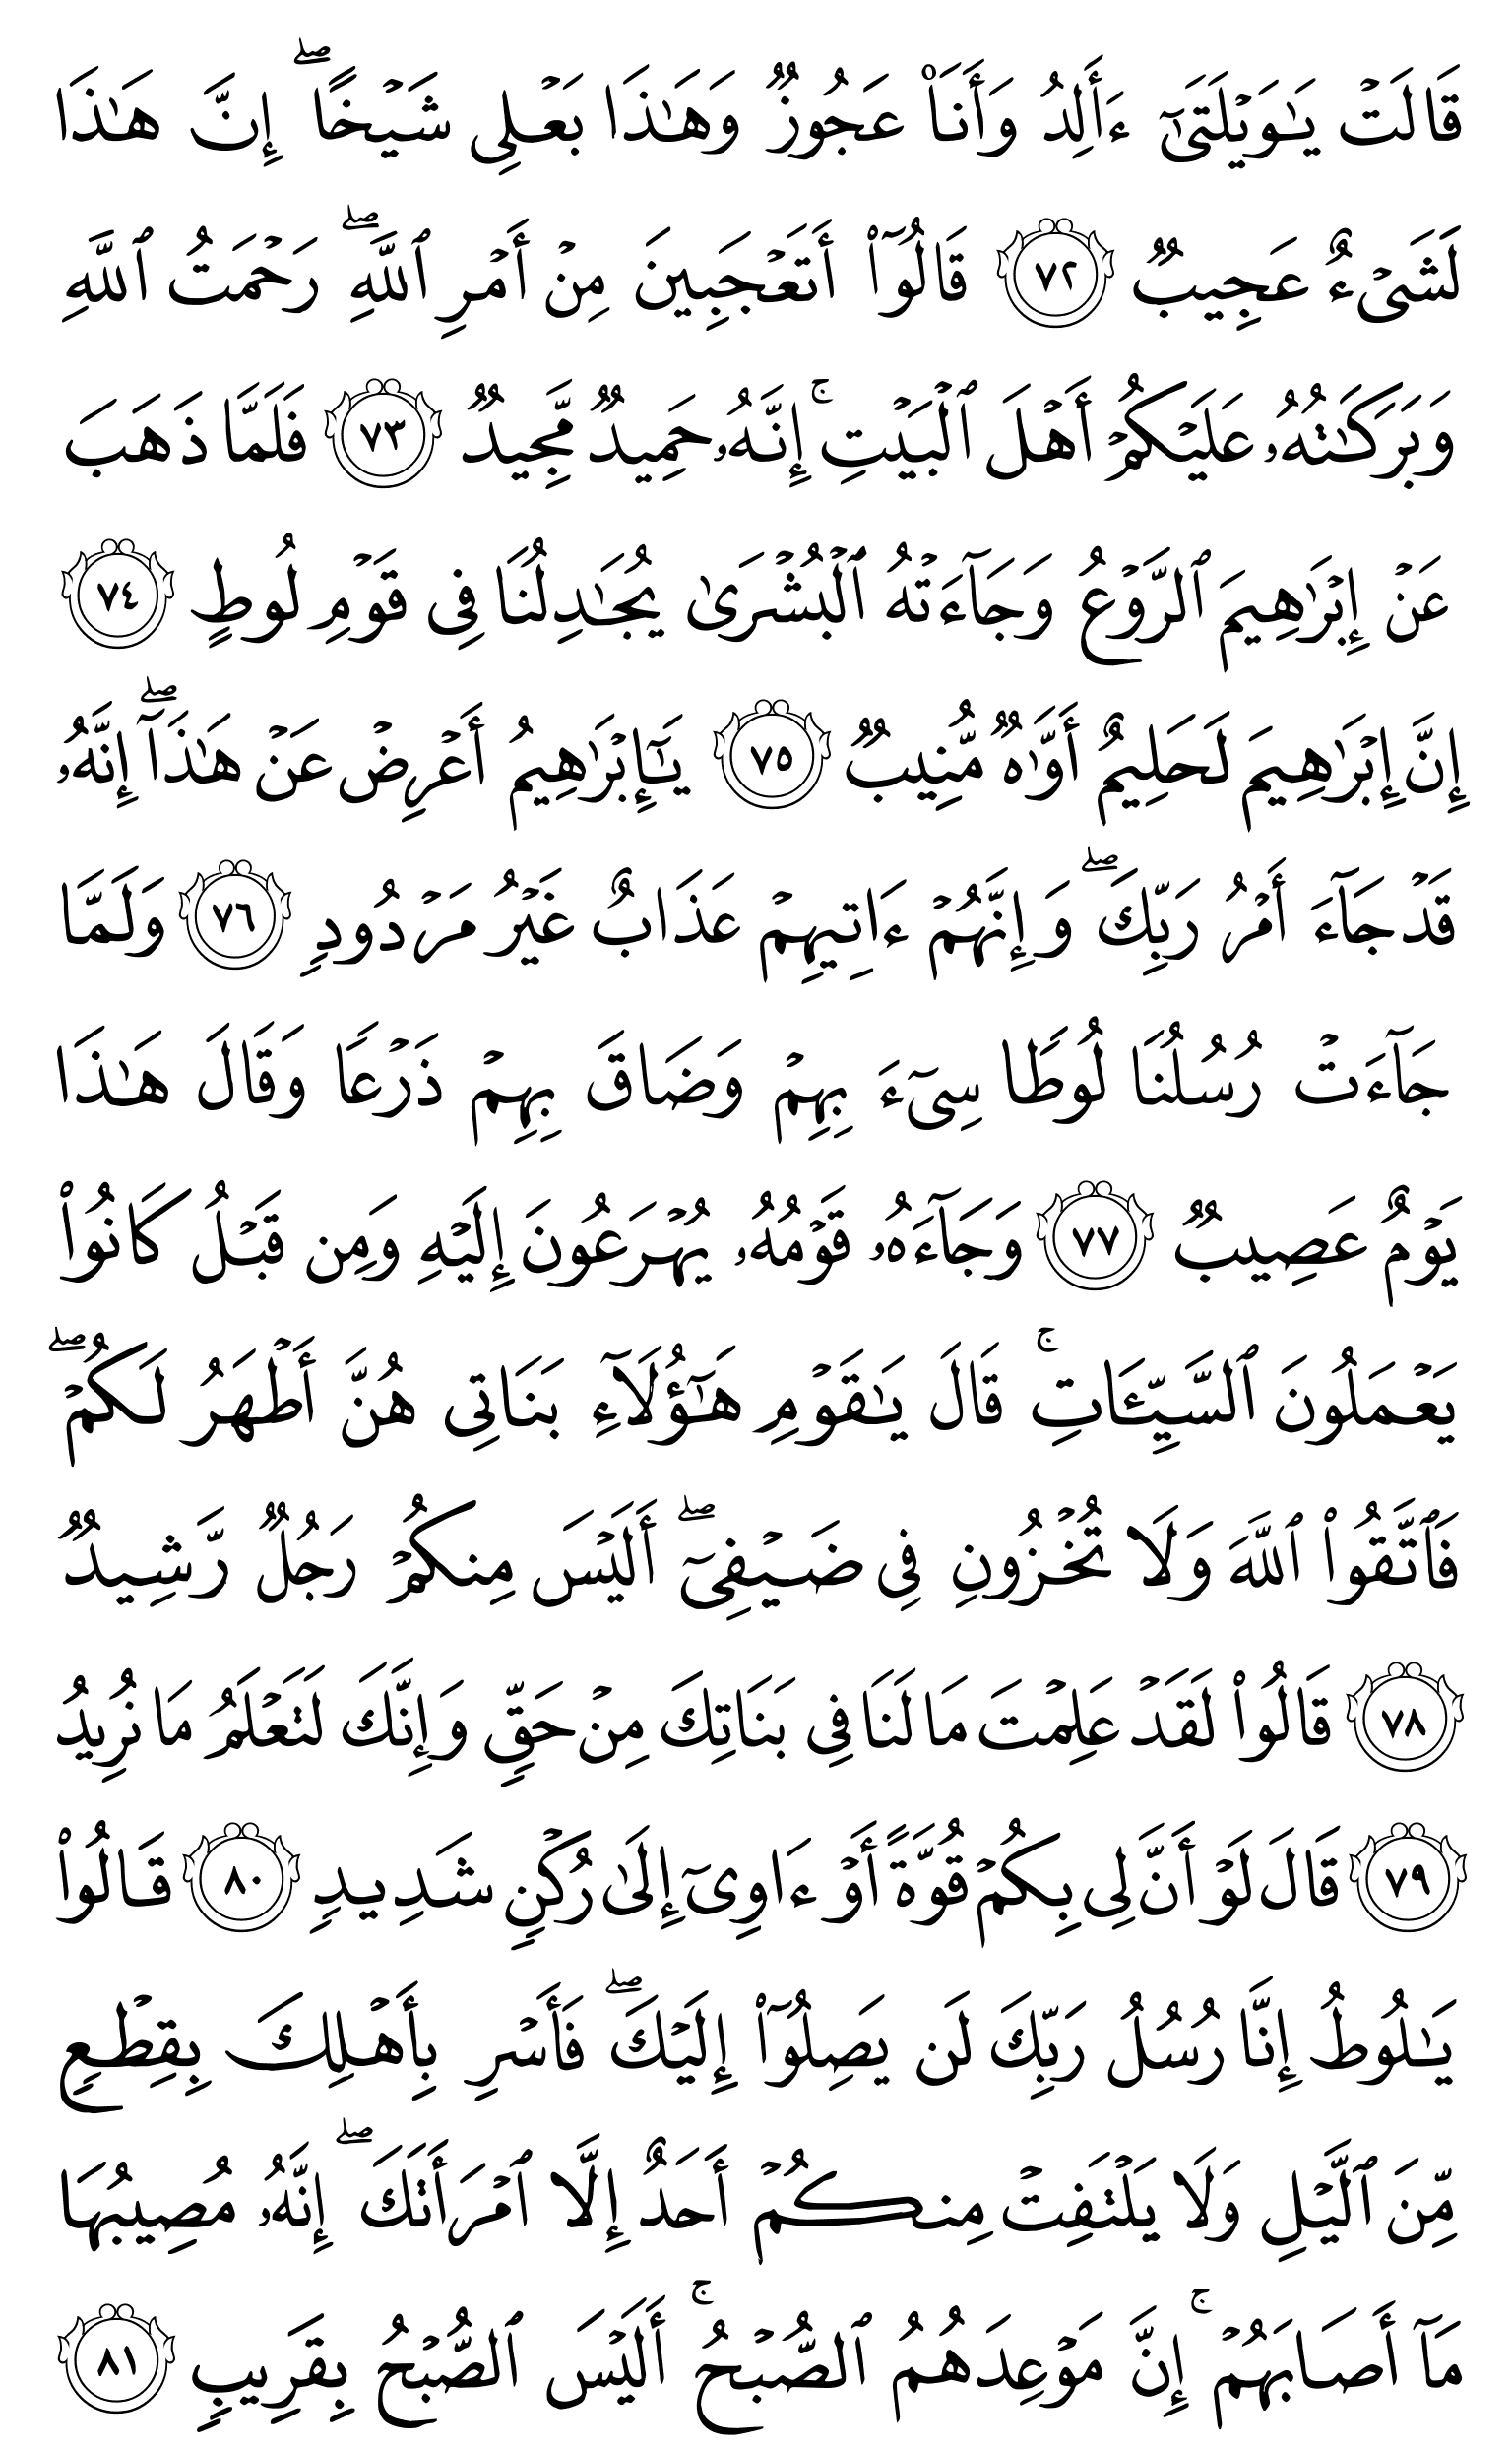 قَالَتْ يَـٰوَيْلَتَىٰٓ ءَأَلِدُ وَأَنَا۠ عَجُوزٌ وَهَـٰذَا بَعْلِى شَيْخًا ۖ إِنَّ هَـٰذَا
لَشَىْءٌ عَجِيبٌ ٧٢ قَالُوٓا۟ أَتَعْجَبِينَ مِنْ أَمْرِ ٱللَّهِ ۖ رَحْمَتُ ٱللَّهِ
وَبَرَكَـٰتُهُۥ عَلَيْكُمْ أَهْلَ ٱلْبَيْتِ ۚ إِنَّهُۥ حَمِيدٌ مَّجِيدٌ ٧٣ فَلَمَّا ذَهَبَ
عَنْ إِبْرَٰهِيمَ ٱلرَّوْعُ وَجَآءَتْهُ ٱلْبُشْرَىٰ يُجَـٰدِلُنَا فِى قَوْمِ لُوطٍ ٧٤
إِنَّ إِبْرَٰهِيمَ لَحَلِيمٌ أَوَّٰهٌ مُّنِيبٌ ٧٥ يَـٰٓإِبْرَٰهِيمُ أَعْرِضْ عَنْ هَـٰذَآ ۖ إِنَّهُۥ
قَدْ جَآءَ أَمْرُ رَبِّكَ ۖ وَإِنَّهُمْ ءَاتِيهِمْ عَذَابٌ غَيْرُ مَرْدُودٍ ٧٦ وَلَمَّا
جَآءَتْ رُسُلُنَا لُوطًا سِىٓءَ بِهِمْ وَضَاقَ بِهِمْ ذَرْعًا وَقَالَ هَـٰذَا
يَوْمٌ عَصِيبٌ ٧٧ وَجَآءَهُۥ قَوْمُهُۥ يُهْرَعُونَ إِلَيْهِ وَمِن قَبْلُ كَانُوا۟
يَعْمَلُونَ ٱلسَّيِّـَٔاتِ ۚ قَالَ يَـٰقَوْمِ هَـٰٓؤُلَآءِ بَنَاتِى هُنَّ أَطْهَرُ لَكُمْ ۖ
فَٱتَّقُوا۟ ٱللَّهَ وَلَا تُخْزُونِ فِى ضَيْفِىٓ ۖ أَلَيْسَ مِنكُمْ رَجُلٌ رَّشِيدٌ
٧٨ قَالُوا۟ لَقَدْ عَلِمْتَ مَا لَنَا فِى بَنَاتِكَ مِنْ حَقٍّ وَإِنَّكَ لَتَعْلَمُ مَا نُرِيدُ
٧٩ قَالَ لَوْ أَنَّ لِى بِكُمْ قُوَّةً أَوْ ءَاوِىٓ إِلَىٰ رُكْنٍ شَدِيدٍ ٨٠ قَالُوا۟
يَـٰلُوطُ إِنَّا رُسُلُ رَبِّكَ لَن يَصِلُوٓا۟ إِلَيْكَ ۖ فَأَسْرِ بِأَهْلِكَ بِقِطْعٍ
مِّنَ ٱلَّيْلِ وَلَا يَلْتَفِتْ مِنكُمْ أَحَدٌ إِلَّا ٱمْرَأَتَكَ ۖ إِنَّهُۥ مُصِيبُهَا
مَآ أَصَابَهُمْ ۚ إِنَّ مَوْعِدَهُمُ ٱلصُّبْحُ ۚ أَلَيْسَ ٱلصُّبْحُ بِقَرِيبٍ ٨١